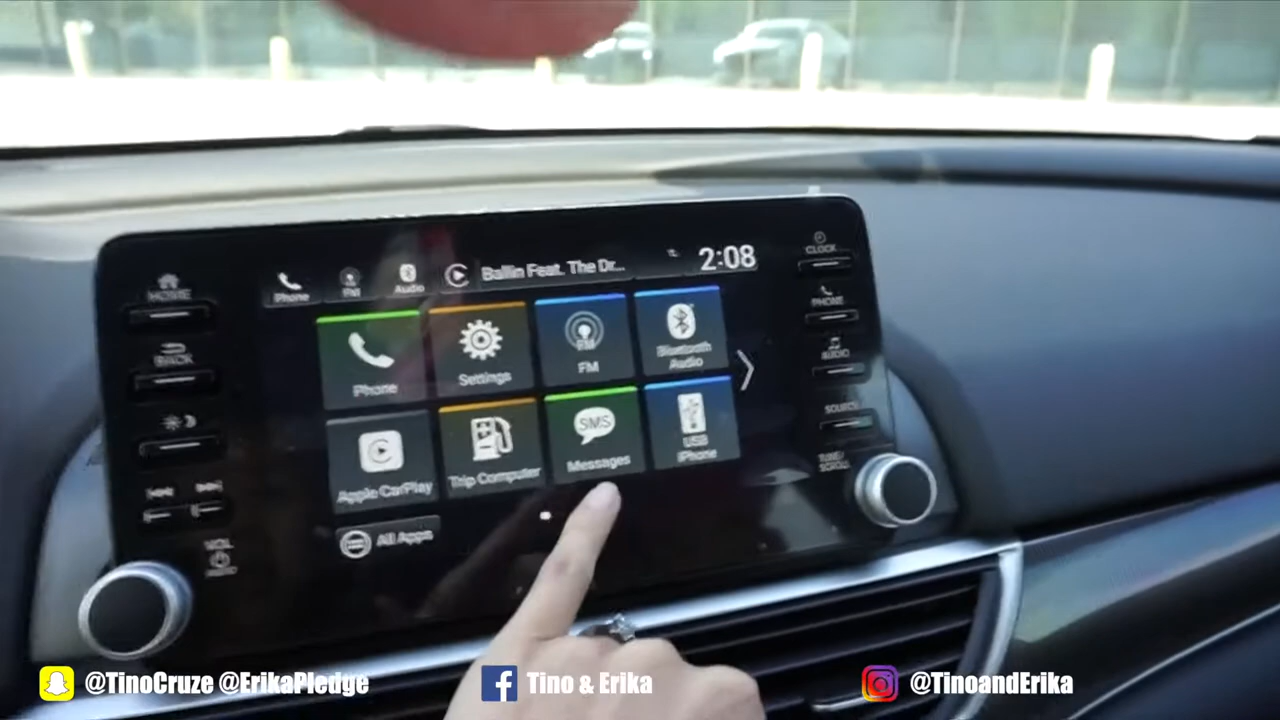 HOME
BACK
VOL
AUDIO
Phone
FM
Audio
Ballin Feat. The Dr...
2:08
Phone
Settings
FM
FM
Bluetooth
Audio
Apple CarPlay
Trip Computer
SMS
Messages
USB
iPhone
All Apps
CLOCK
PHONE
AUDIO
SOURCE
TUNE/
SCROLL
@TinoCruze @ErikaPledge
Tino & Erika
@TinoandErika